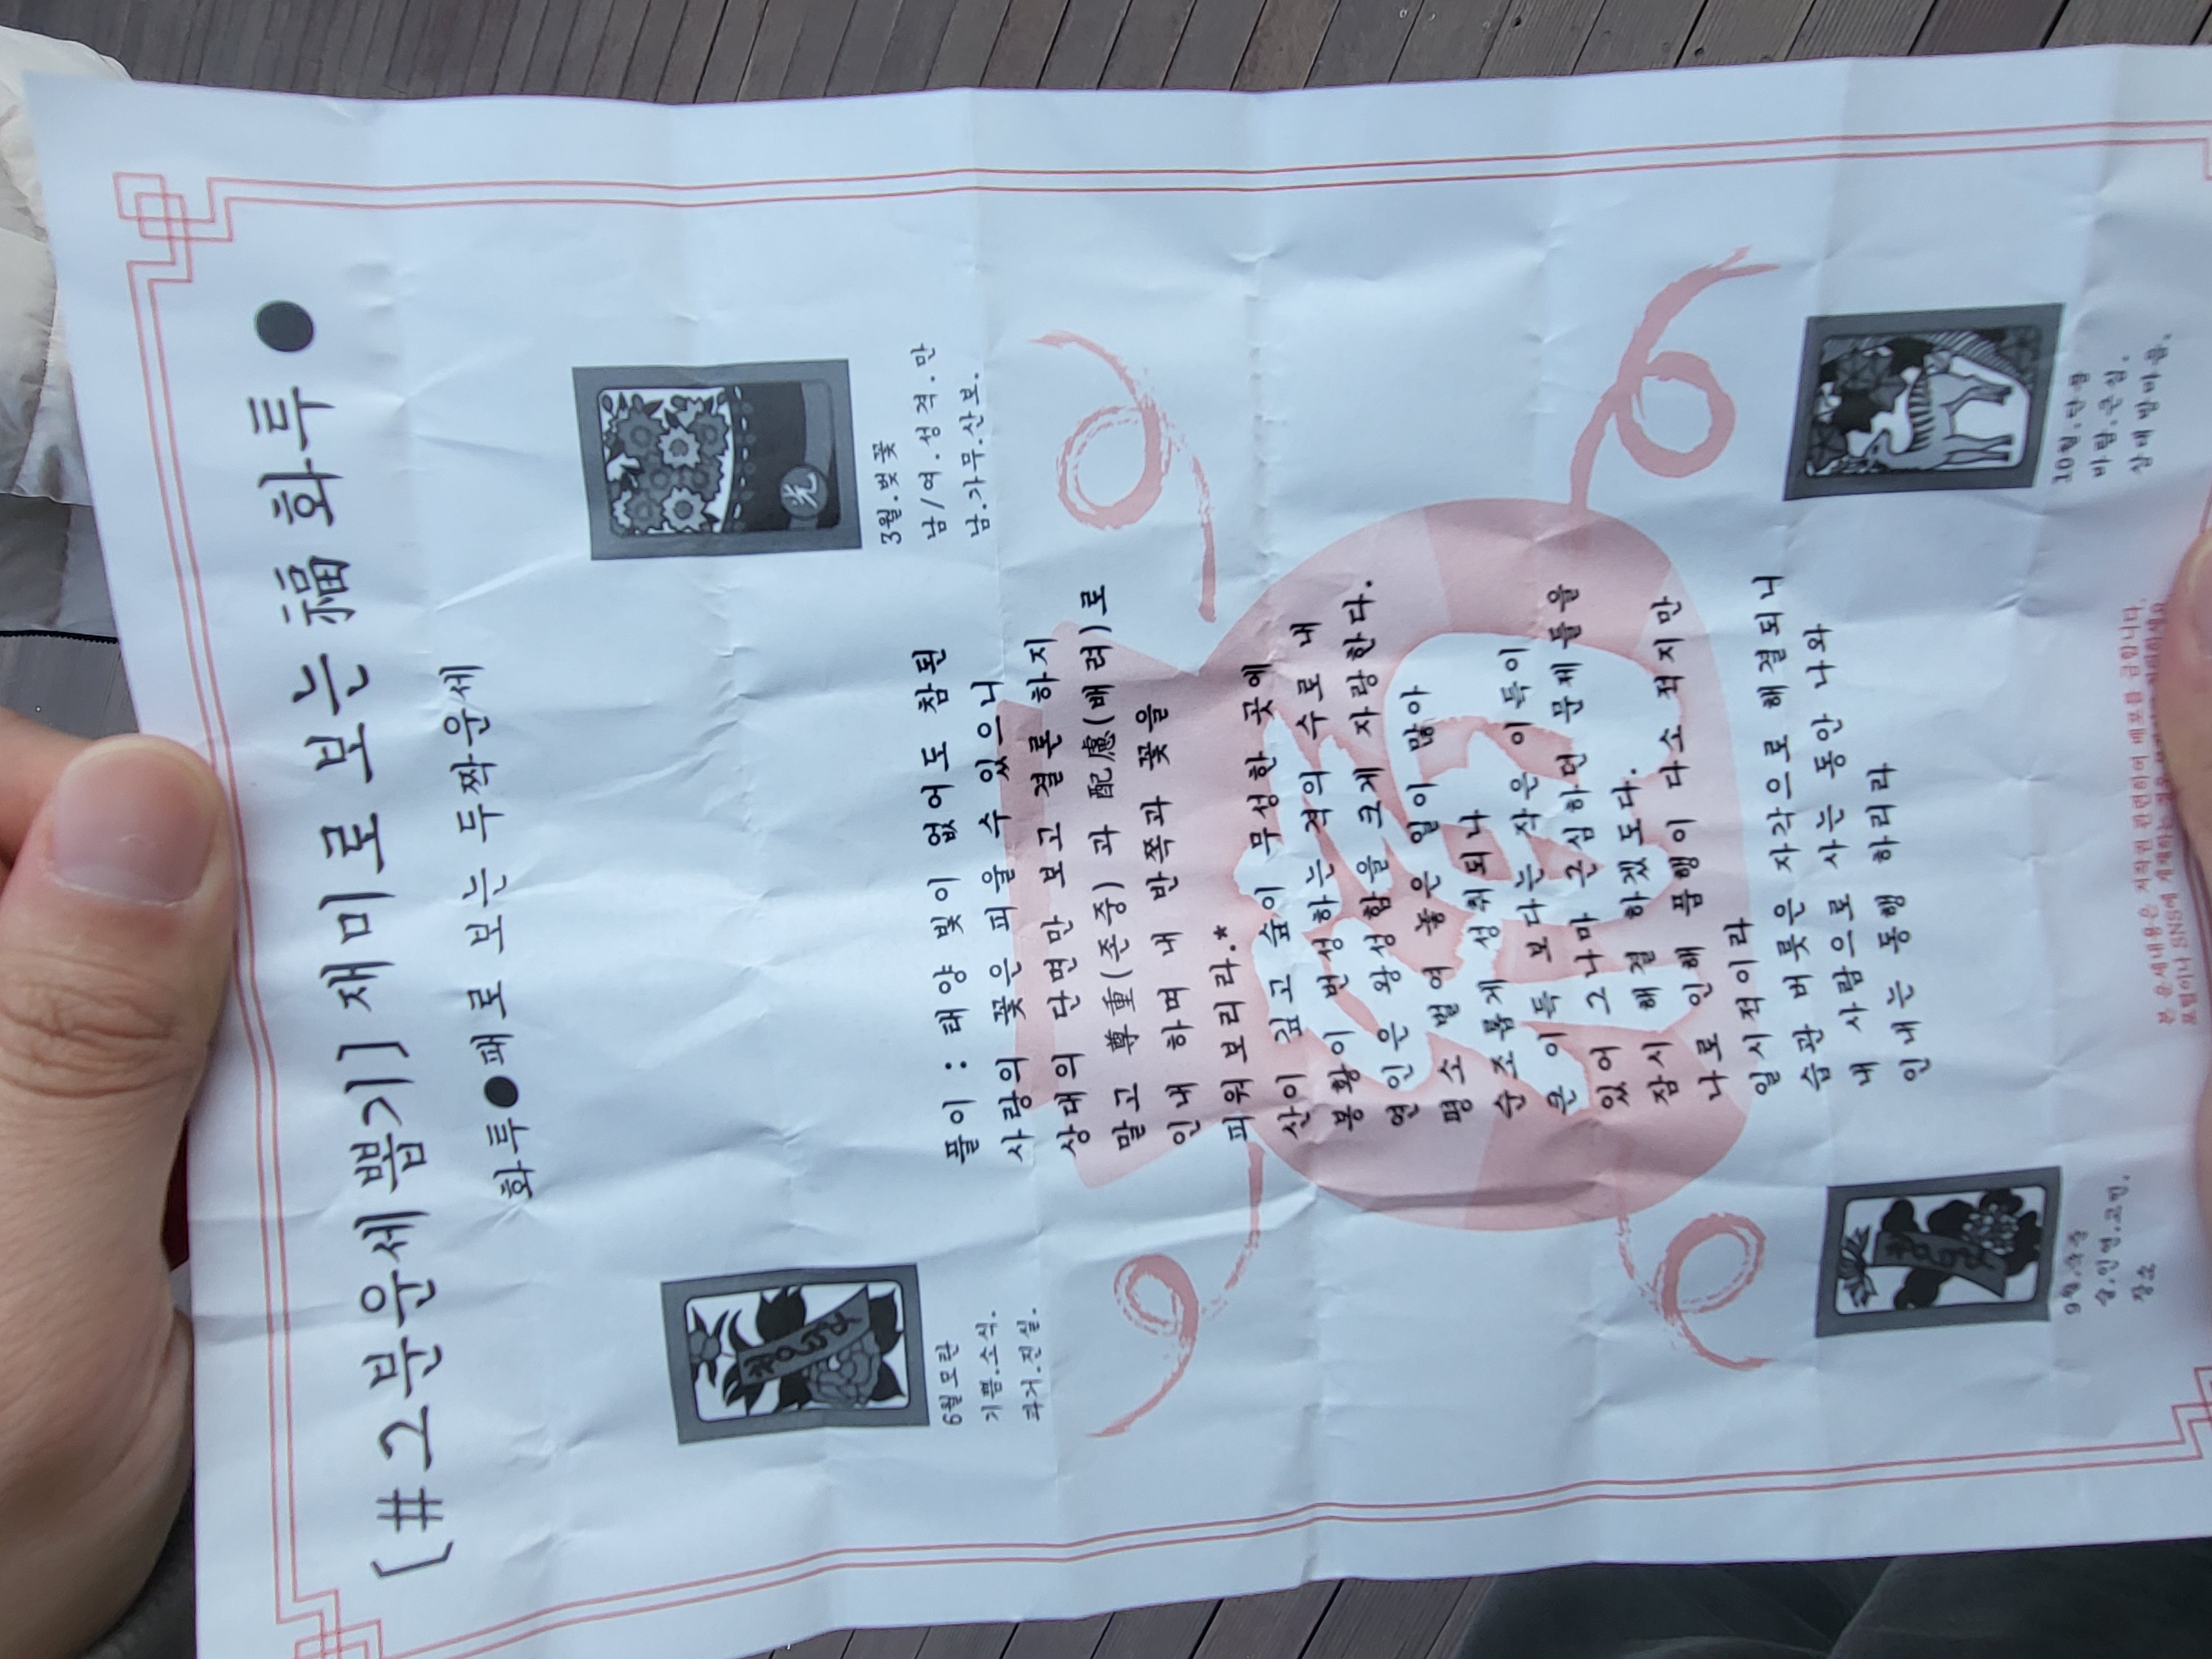 [#그분운세뽑기] 재미로 보는 福 화투●
화투●패로 보는 두짝운세
청단
光
6월모란
기쁨.소식.
과거.진실.
3월.벚꽃
남/여.성격.만
남.가무.산보.
풀이 : 태양 빛이 없어도 참된
사랑의 꽃은 피울 수 있으니
상대의 단면만 보고 결론 하지
말고 尊重(존중) 과 配慮(배려)로
인내 하며 내 반쪽과 꽃을
피워보리라.*
산이 깊고 숲이 무성한 곳에
봉황이 번성하는 격의 수로 내
연인은 왕성함을 크게 자랑한다.
평소 벌여 놓은 일이 많아
순조롭게 성취되나
큰 이득 보다는 작은 이득이
있어 그나마 근심하던 문제들을
잠시 해결 하겠도다.
나로 인해 품행이 다소 적지만
일시적이라
습관 버릇은 자각으로 해결되니
내 사람으로 사는 동안 나와
인내는 동행 하리라
福
청단
9월.
술.인연.고민.
장소
10월.단풍
바람.근심.
상대방마음.
본 운세내용은 저작권 관련하여 배포를 금합니다.
포털이나 SNS에 게재하는 경우